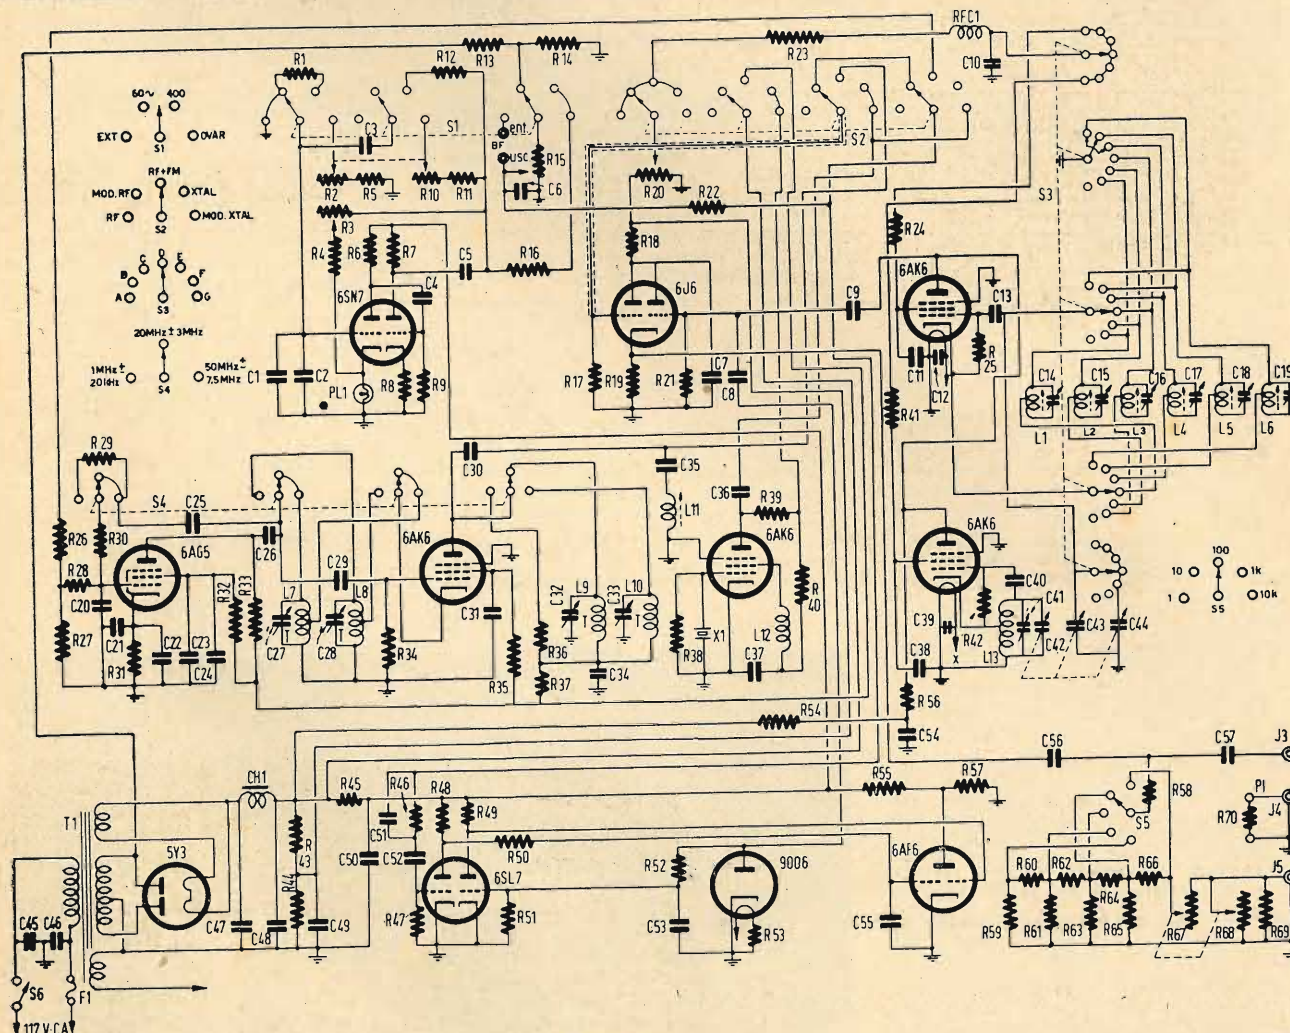 RFC1
R1
R12
R13
R14
R23
C10
60~ 400
EXT
OVAR
S1
C3
S1
ent.
BF
USC
R15
C6
S2
RF+FM
MOD.RF
XTAL
RF
MOD. XTAL
S2
R2
R5
R10
R11
R20
R22
S3
R3
R4
R6
R7
C5
R16
R18
R24
A
B
C
D
E
F
G
S3
6SN7
C4
6J6
C9
6AK6
C13
20MHz ± 3MHz
1MHz ± 20kHz
50MHz ± 7,5MHz
S4
C1
C2
PL1
R8
R9
R17
R19
R21
C7
C8
C11
C12
R25
R41
C14
C15
C16
C17
C18
C19
L1
L2
L3
L4
L5
L6
R29
S4
C25
C30
C35
C36
R39
L11
R26
R30
6AG5
C26
6AK6
6AK6
6AK6
R28
C29
C20
R32
R33
L7
L8
T
T
C32
L9
C33
L10
T
T
R40
C40
C41
10
100
1k
1
S5
10k
R27
C21
R31
C22
C23
C24
C27
C28
R34
C31
R35
R36
R37
C34
R38
X1
L12
C37
C38
C39
R42
X
L13
C42
C43
C44
R54
R56
C54
C56
C57
J3
CH1
T1
R45
R46
R48
R49
R55
R57
R58
P1
J4
R70
S5
5Y3
R43
C51
C50
C52
R50
R52
9006
6AF6
R60
R62
R64
R66
J5
6SL7
C45
C46
C47
C48
R44
C49
R47
R51
C53
R53
C55
R59
R61
R63
R65
R67
R68
R69
S6
F1
117 V-CA